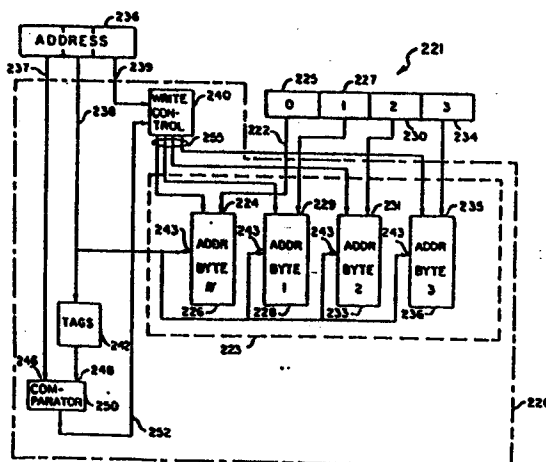 236
ADDRESS
237
239
238
WRITE
CON-
TROL
240
255
221
225
227
0
1
2
3
222
230
234
224
229
231
235
243
243
243
243
ADDR
BYTE
ADDR
BYTE
1
ADDR
BYTE
2
ADDR
BYTE
3
226
228
233
236
223
TAGS
242
246
248
COM-
PARATOR
250
252
220